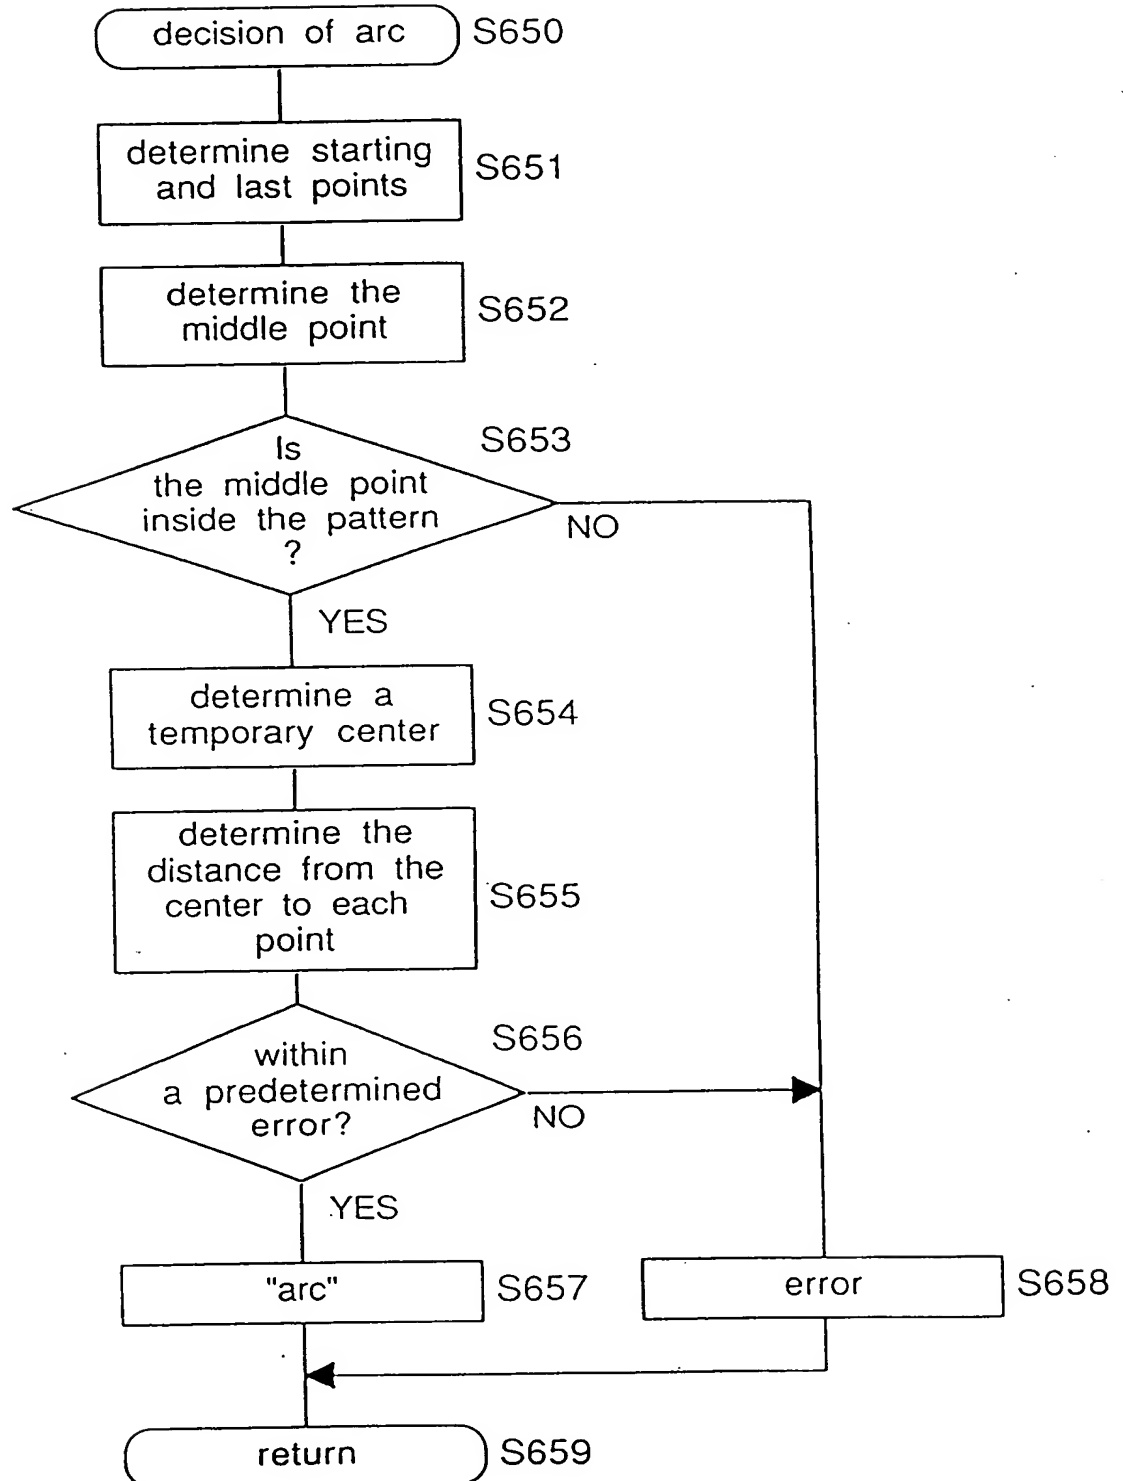 decision of arc
S650
determine starting
and last points
S651
determine the
middle point
S652
Is
the middle point
inside the pattern
?
S653
NO
YES
determine a
temporary center
S654
determine the
distance from the
center to each
point
S655
within
a predetermined
error?
S656
NO
YES
"arc"
S657
error
S658
return
S659